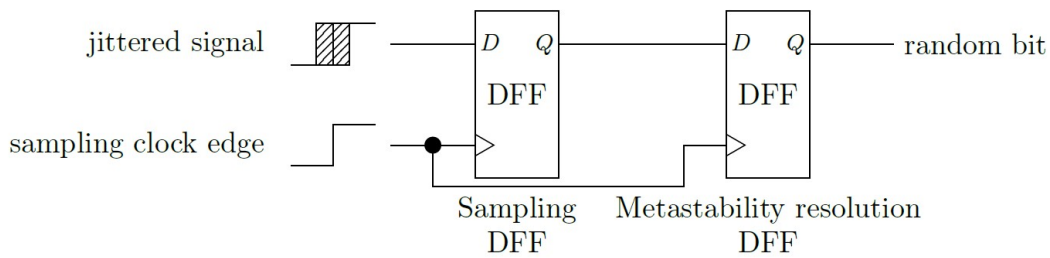 jittered signal
D Q
D Q
random bit
DFF
DFF
sampling clock edge
Sampling
DFF
Metastability resolution
DFF